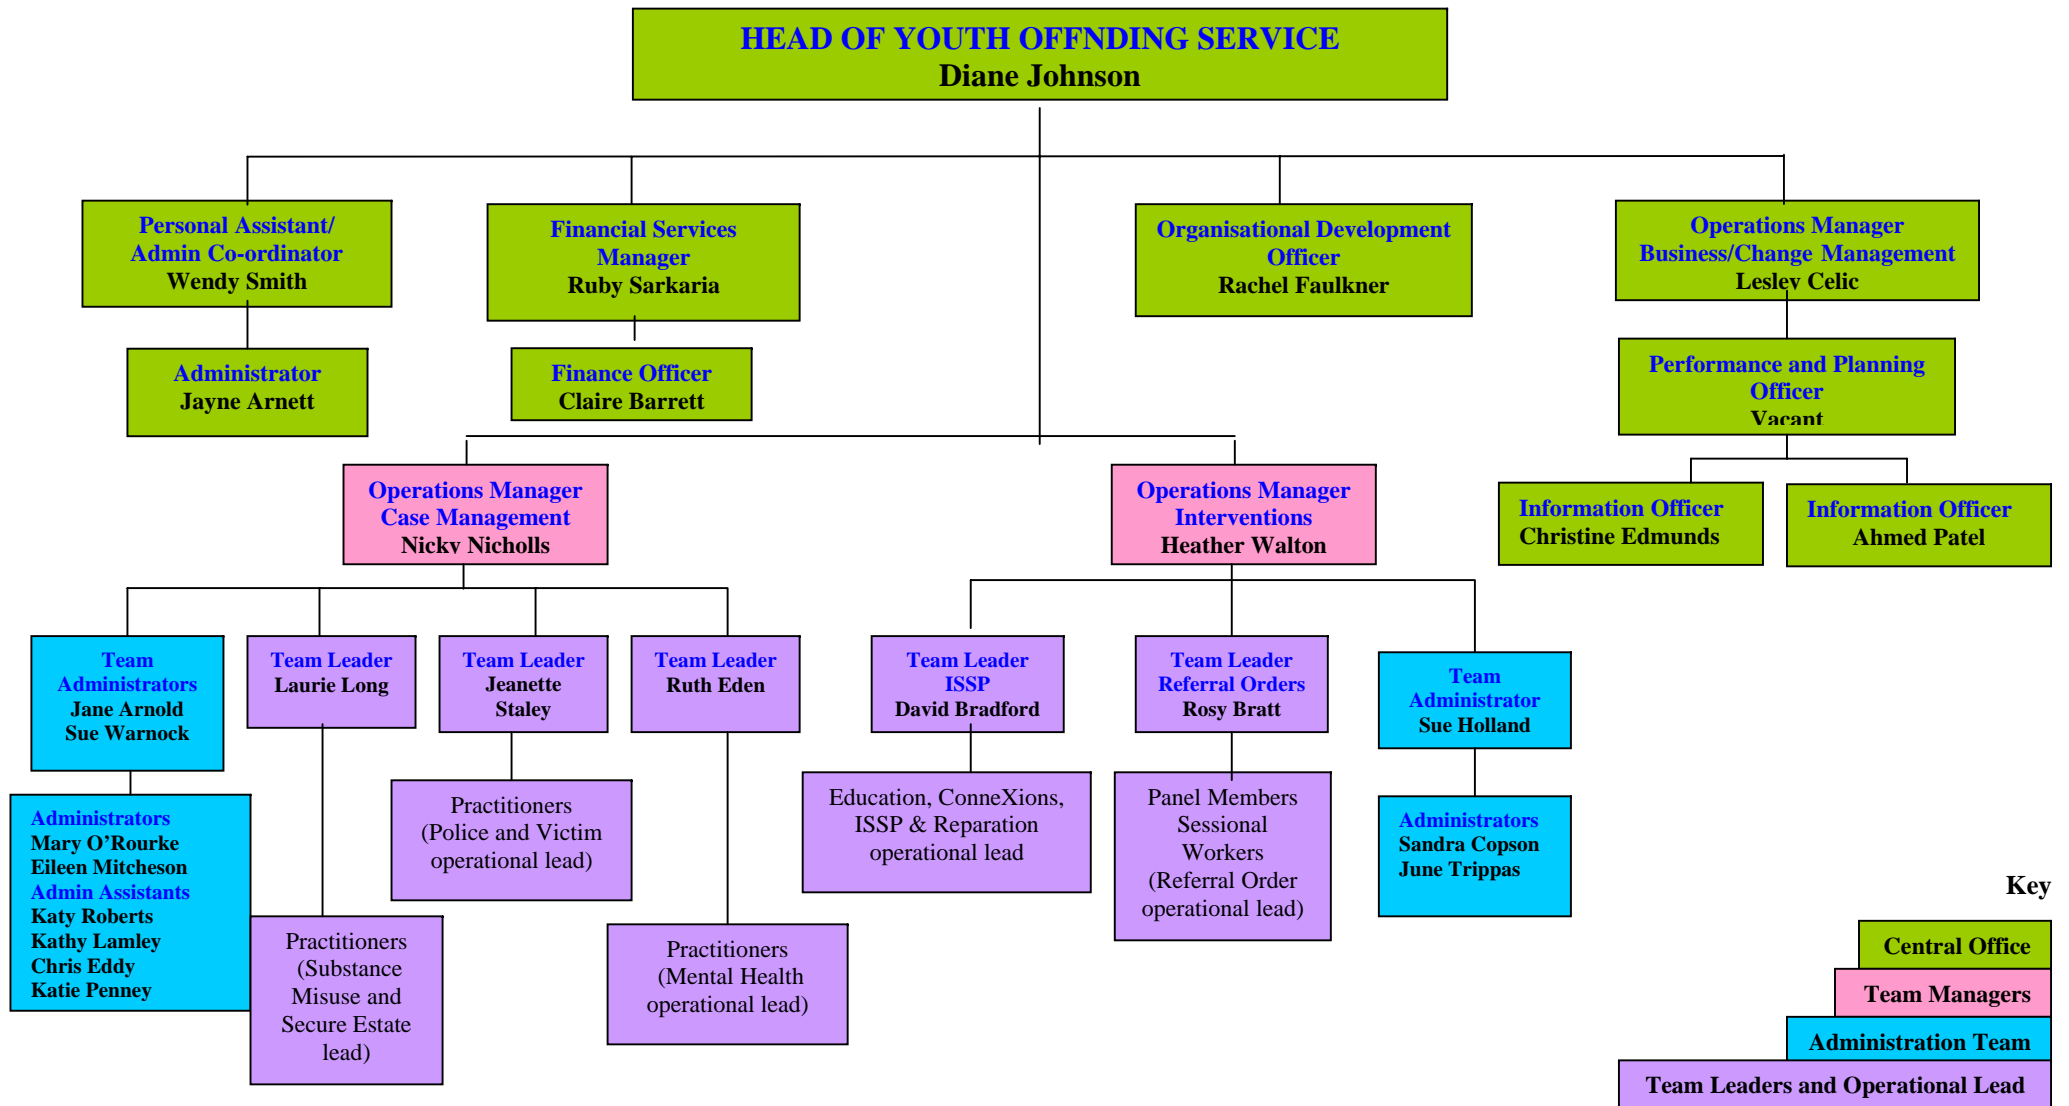 HEAD OF YOUTH OFFNDING SERVICE
Diane Johnson
Personal Assistant/
Admin Co-ordinator
Wendy Smith
Financial Services
Manager
Ruby Sarkaria
Organisational Development
Officer
Rachel Faulkner
Operations Manager
Business/Change Management
Lesley Celic
Administrator
Jayne Arnett
Finance Officer
Claire Barrett
Performance and Planning
Officer
Vacant
Operations Manager
Case Management
Nicky Nicholls
Operations Manager
Interventions
Heather Walton
Information Officer
Christine Edmunds
Information Officer
Ahmed Patel
Team
Administrators
Jane Arnold
Sue Warnock
Team Leader
Laurie Long
Team Leader
Jeanette
Staley
Team Leader
Ruth Eden
Team Leader
ISSP
David Bradford
Team Leader
Referral Orders
Rosy Bratt
Team
Administrator
Sue Holland
Administrators
Mary O’Rourke
Eileen Mitcheson
Admin Assistants
Katy Roberts
Kathy Lamley
Chris Eddy
Katie Penney
Practitioners
(Substance
Misuse and
Secure Estate
lead)
Practitioners
(Police and Victim
operational lead)
Practitioners
(Mental Health
operational lead)
Education, ConneXions,
ISSP & Reparation
operational lead
Panel Members
Sessional
Workers
(Referral Order
operational lead)
Administrators
Sandra Copson
June Trippas
Key
Central Office
Team Managers
Administration Team
Team Leaders and Operational Lead